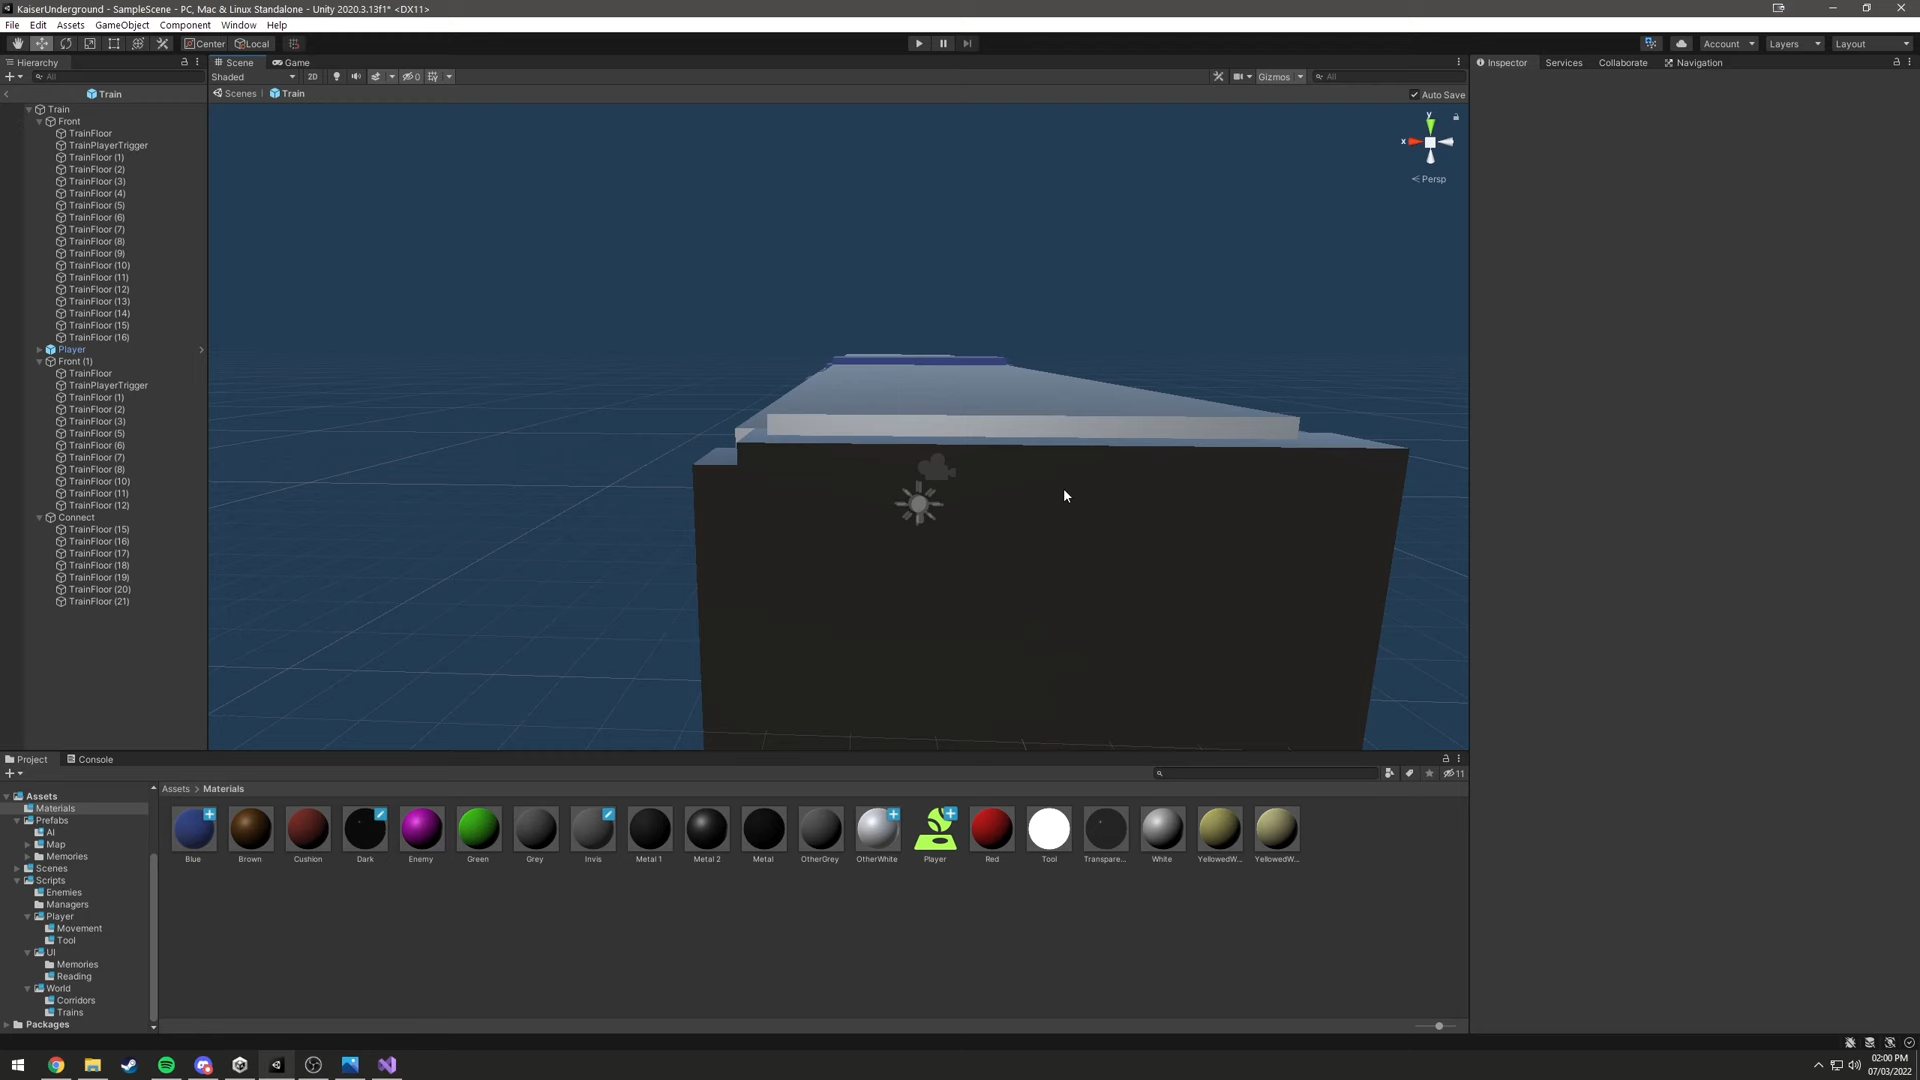 KaiserUnderground - SampleScene - PC, Mac & Linux Standalone - Unity 2020.3.13f1* <DX11>
File Edit Assets GameObject Component Window Help
Center Local Account Layers Layout
Hierarchy Scene Game Inspector Services Collaborate Navigation
All Shaded 2D 0 Gizmos All
Train Scenes Train Auto Save
Train
Front
TrainFloor
TrainPlayerTrigger
TrainFloor (1)
TrainFloor (2)
TrainFloor (3)
TrainFloor (4)
TrainFloor (5)
TrainFloor (6)
TrainFloor (7)
TrainFloor (8)
TrainFloor (9)
TrainFloor (10)
TrainFloor (11)
TrainFloor (12)
TrainFloor (13)
TrainFloor (14)
TrainFloor (15)
TrainFloor (16)
Player
Front (1)
TrainFloor
TrainPlayerTrigger
TrainFloor (1)
TrainFloor (2)
TrainFloor (3)
TrainFloor (5)
TrainFloor (6)
TrainFloor (7)
TrainFloor (8)
TrainFloor (10)
TrainFloor (11)
TrainFloor (12)
Connect
TrainFloor (15)
TrainFloor (16)
TrainFloor (17)
TrainFloor (18)
TrainFloor (19)
TrainFloor (20)
TrainFloor (21)
y
x
< Persp
Project Console
11
Assets
Materials
Prefabs
AI
Map
Memories
Scenes
Scripts
Enemies
Managers
Player
Movement
Tool
UI
Memories
Reading
World
Corridors
Trains
Packages
Assets > Materials
Blue Brown Cushion Dark Enemy Green Grey Invis Metal 1 Metal 2 Metal OtherGrey OtherWhite Player Red Tool Transpare... White YellowedW... YellowedW...
02:00 PM
07/03/2022